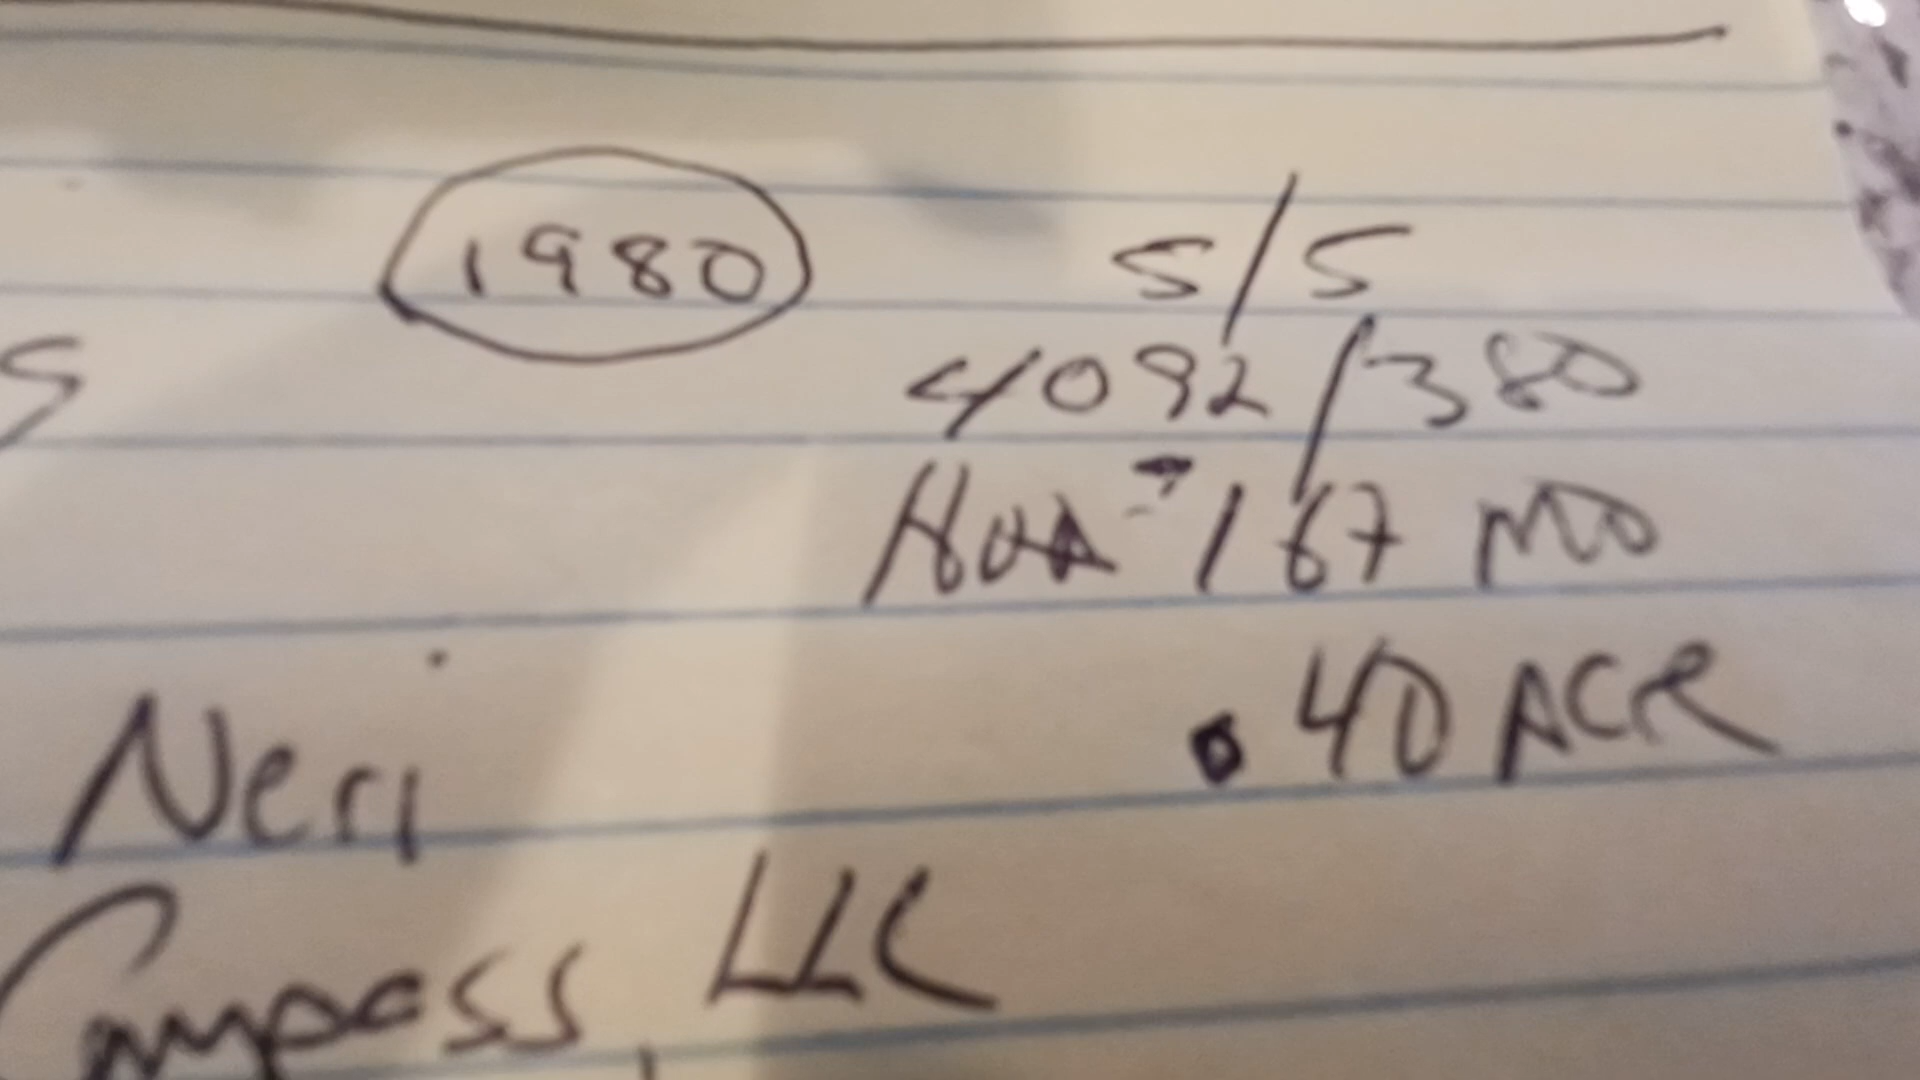 1980 5/5
4092/380
HOA - 167 MO
.40 ACR
Neri
Compass LLC